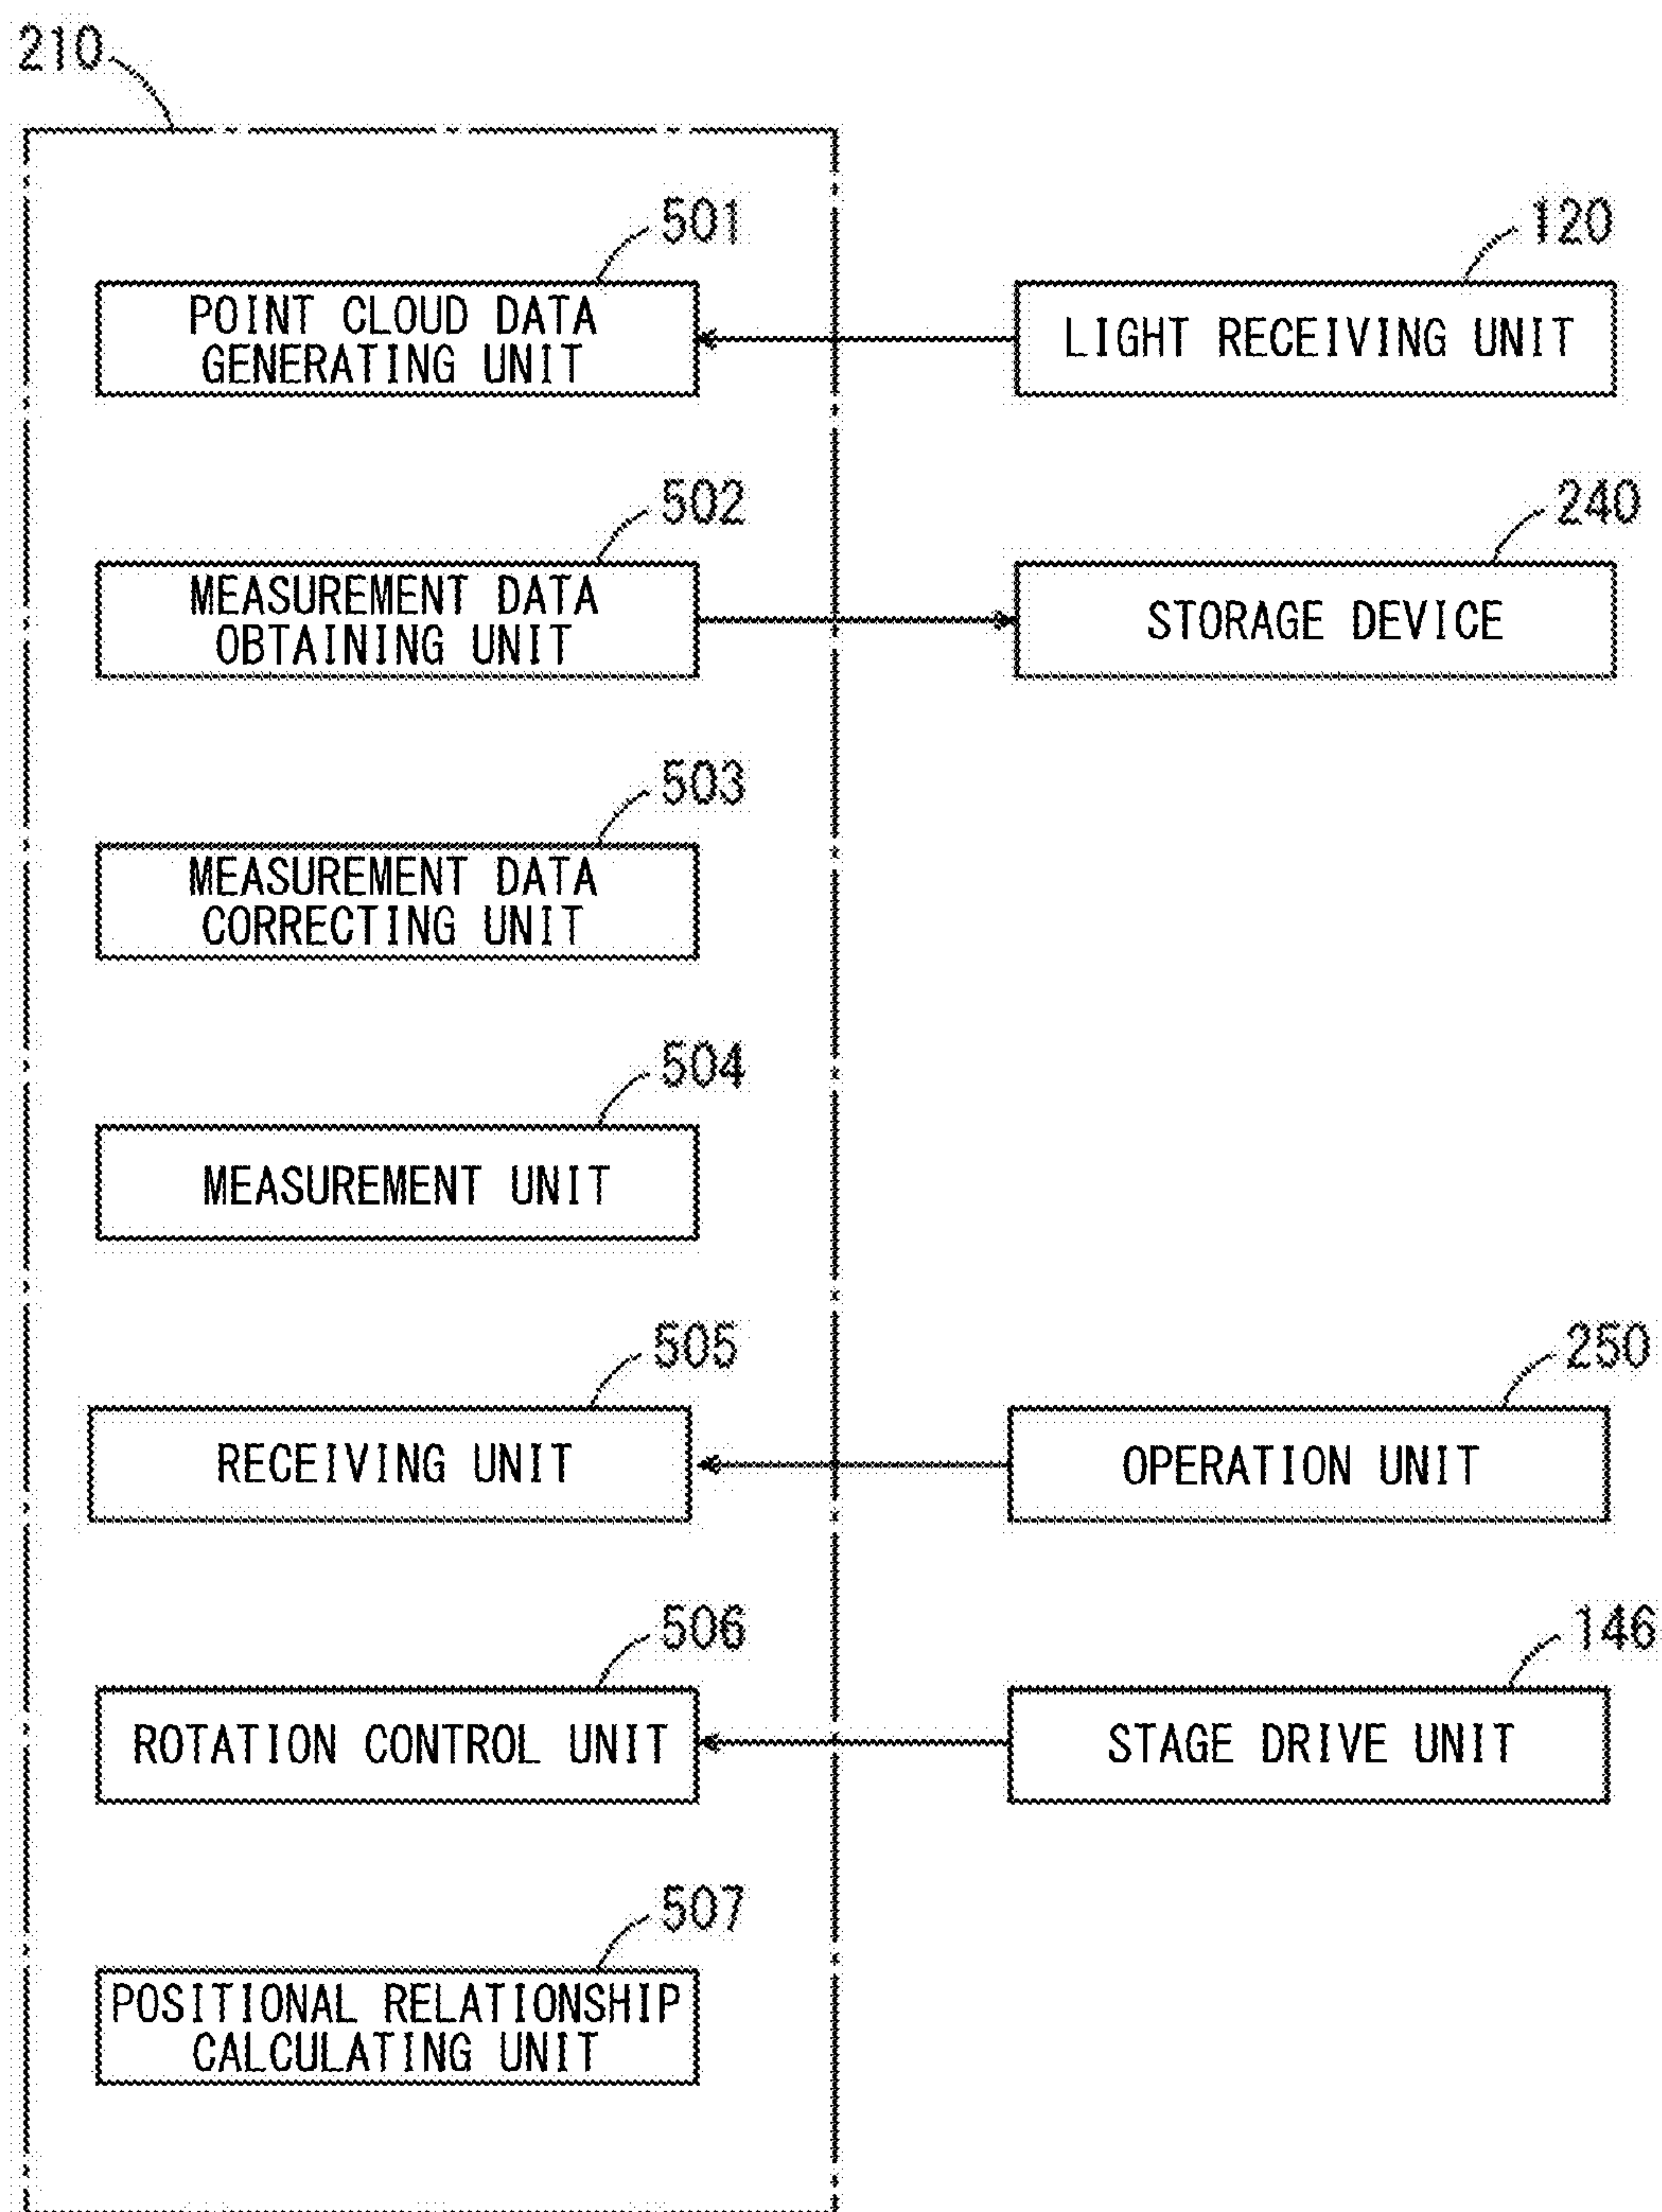 210
501
120
POINT CLOUD DATA
GENERATING UNIT
LIGHT RECEIVING UNIT
502
240
MEASUREMENT DATA
OBTAINING UNIT
STORAGE DEVICE
503
MEASUREMENT DATA
CORRECTING UNIT
504
MEASUREMENT UNIT
505
250
RECEIVING UNIT
OPERATION UNIT
506
146
ROTATION CONTROL UNIT
STAGE DRIVE UNIT
507
POSITIONAL RELATIONSHIP
CALCULATING UNIT